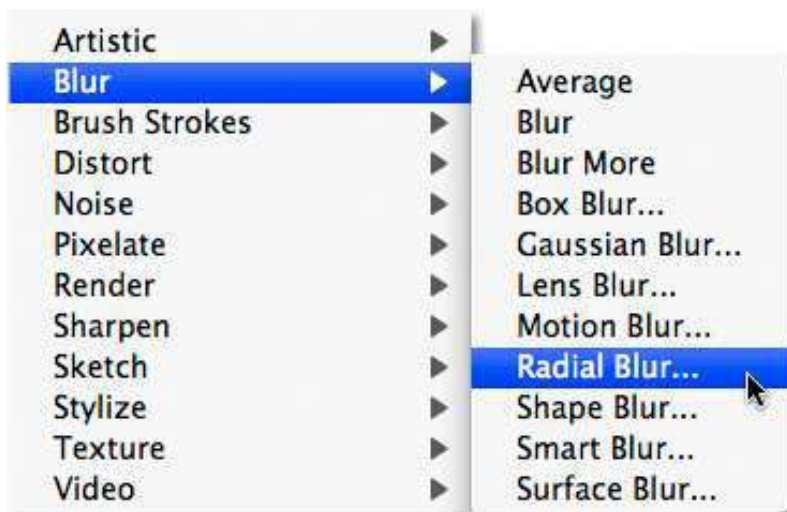 Artistic
Blur
Brush Strokes
Distort
Noise
Pixelate
Render
Sharpen
Sketch
Stylize
Texture
Video
Average
Blur
Blur More
Box Blur...
Gaussian Blur...
Lens Blur...
Motion Blur...
Radial Blur...
Shape Blur...
Smart Blur...
Surface Blur...